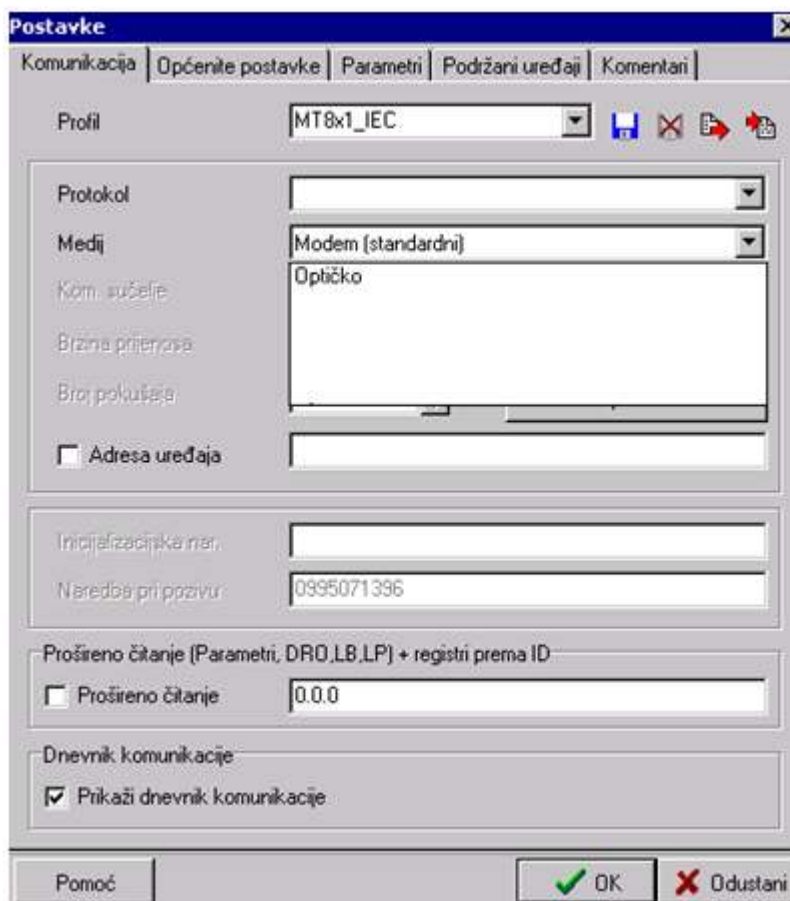 Postavke
Komunikacija Općenite postavke Parametri Podržani uređaji Komentari
Profil MT8x1_IEC
Protokol
Medij Modem (standardni)
Optičko
Kom. sučelje
Brzina prijenosa
Broj pokušaja
Adresa uređaja
Inicijalizacijska nar.
Naredba pri pozivu 0995071396
Prošireno čitanje (Parametri, DRO,LB,LP) + registri prema ID
Prošireno čitanje 0.0.0
Dnevnik komunikacije
Prikaži dnevnik komunikacije
Pomoć OK Odustani